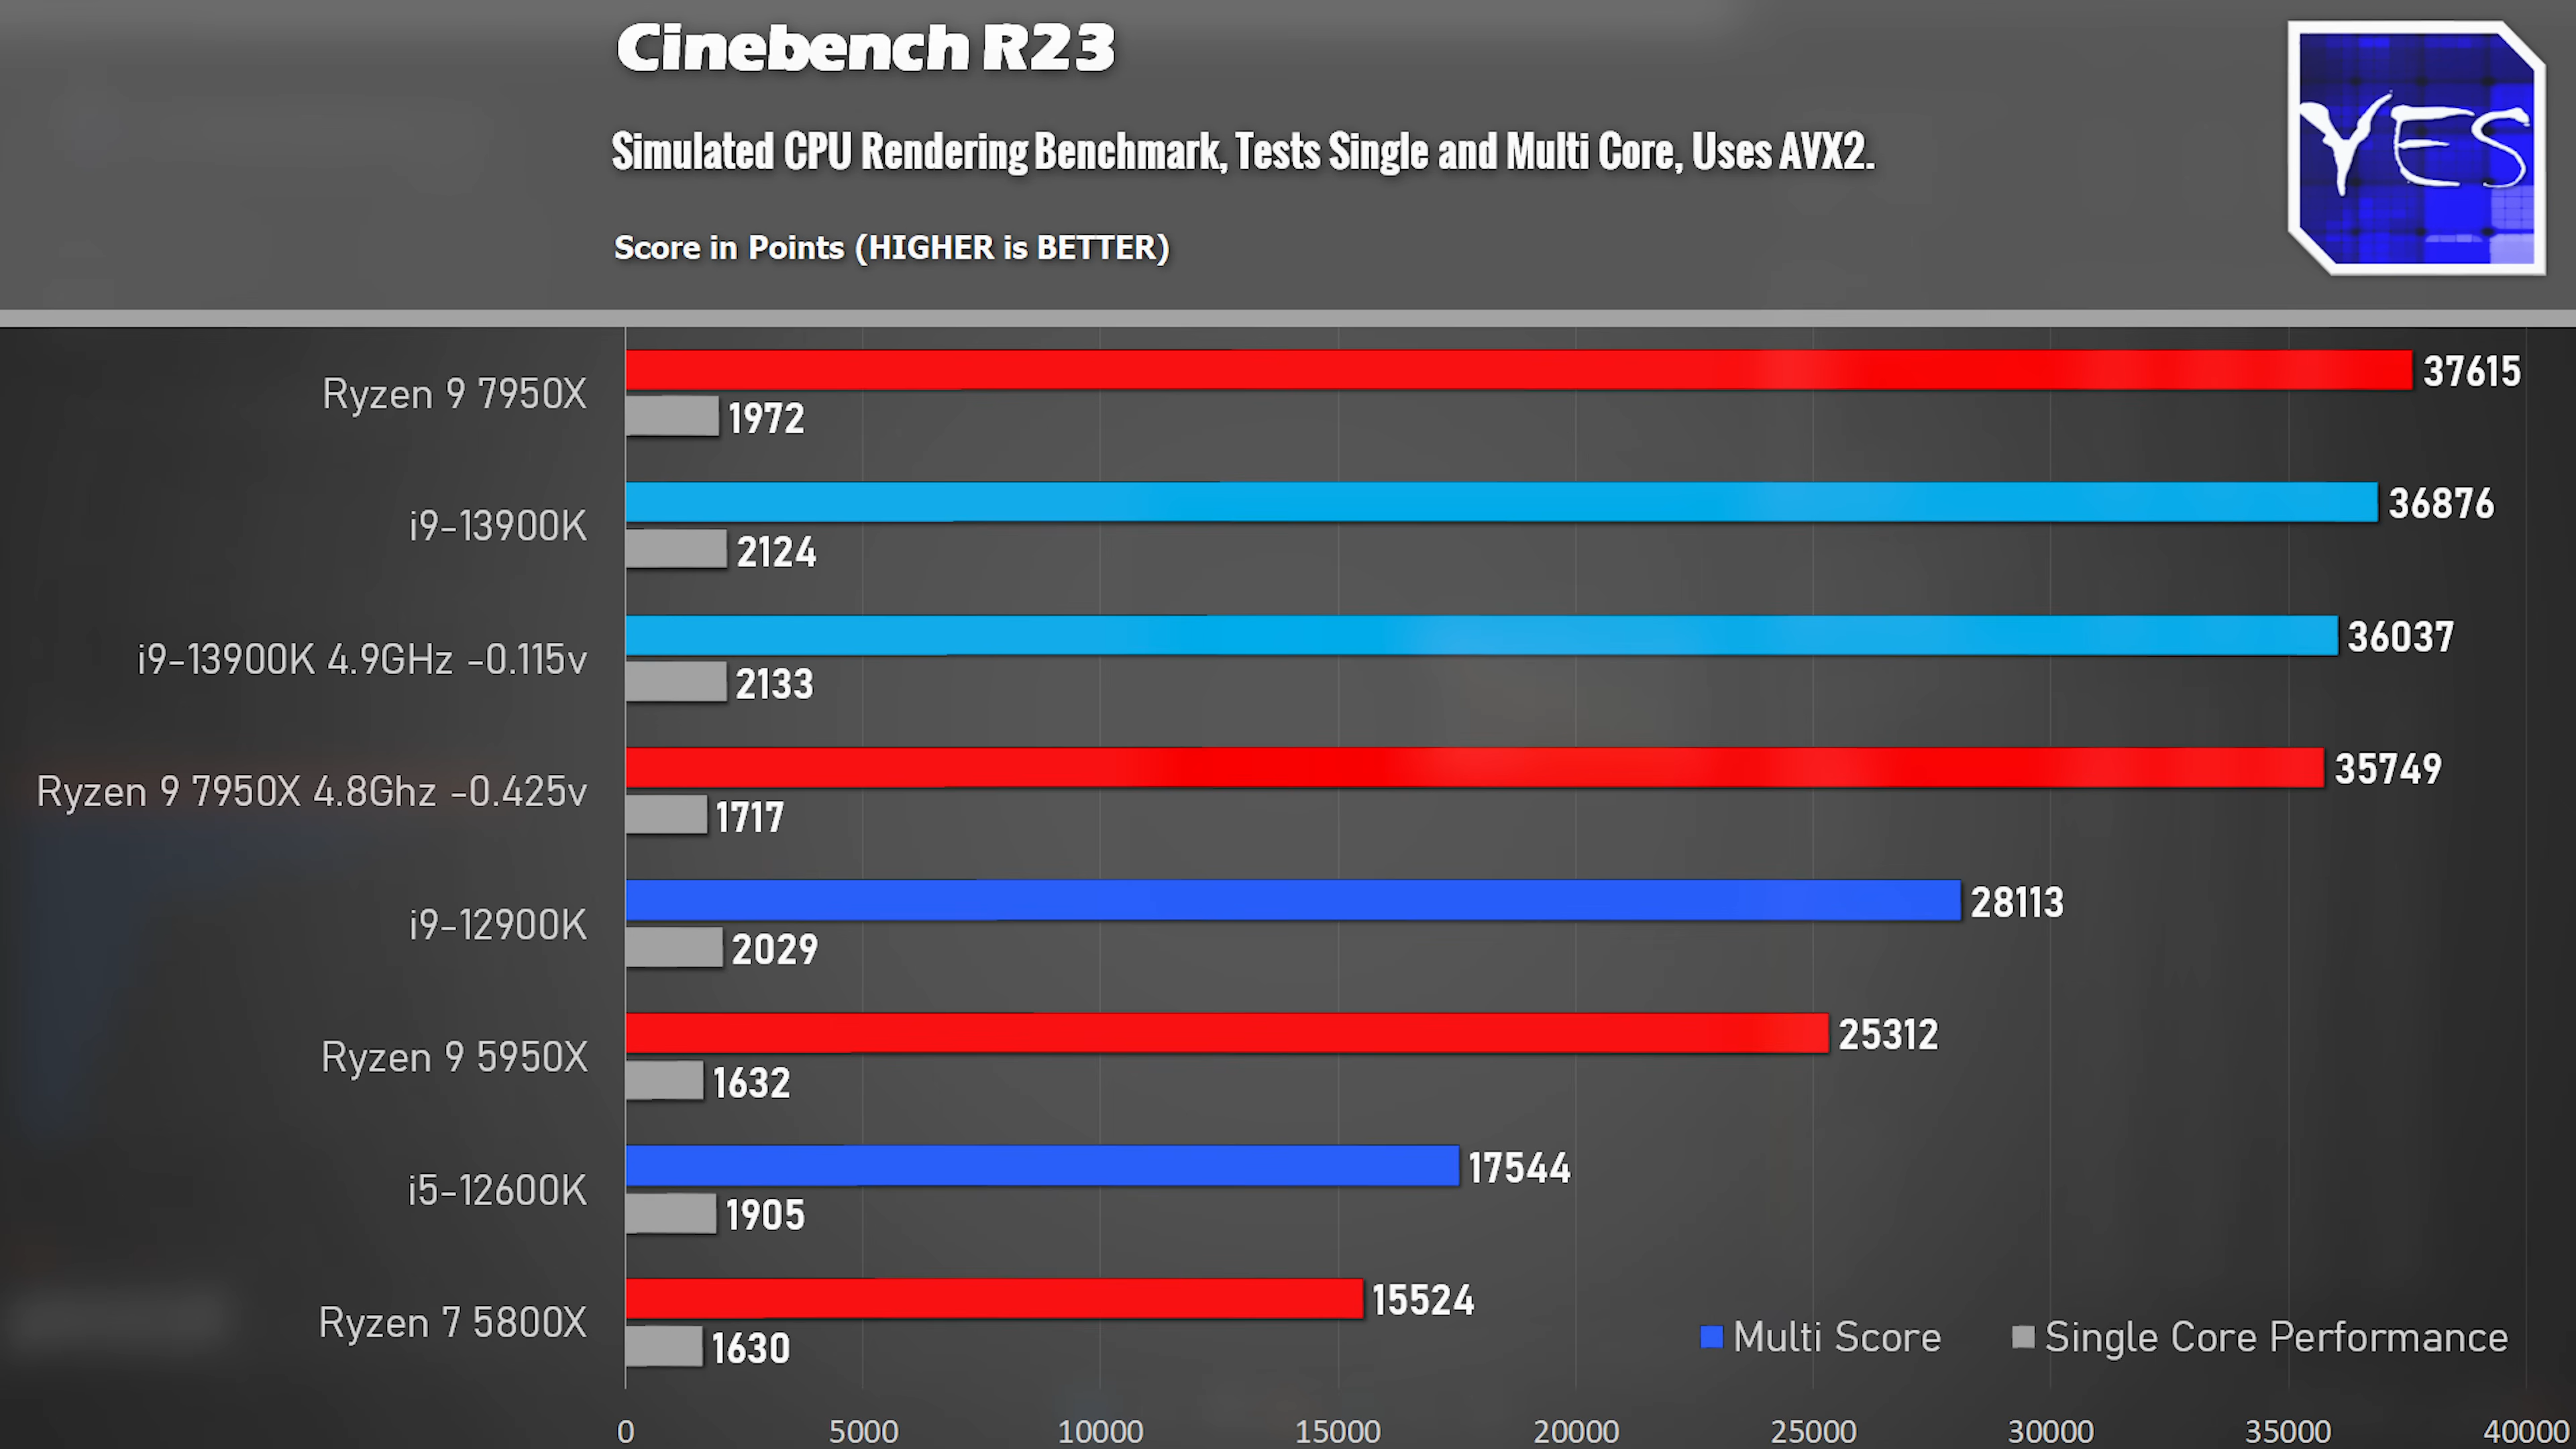 Cinebench R23
YES
Simulated CPU Rendering Benchmark, Tests Single and Multi Core, Uses AVX2.
Score in Points (HIGHER is BETTER)
Ryzen 9 7950X
37615
1972
i9-13900K
36876
2124
i9-13900K 4.9GHz -0.115v
36037
2133
Ryzen 9 7950X 4.8Ghz -0.425v
35749
1717
i9-12900K
28113
2029
Ryzen 9 5950X
25312
1632
i5-12600K
17544
1905
Ryzen 7 5800X
15524
1630
Multi Score Single Core Performance
0 5000 10000 15000 20000 25000 30000 35000 40000